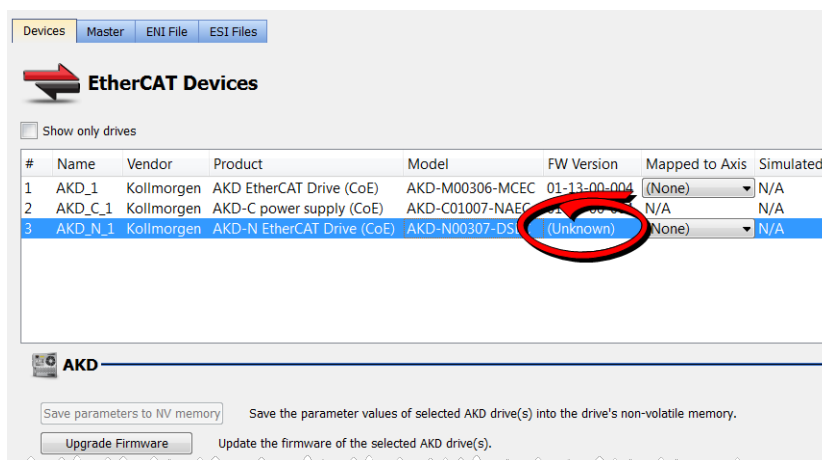 Devices Master ENI File ESI Files
EtherCAT Devices
Show only drives
# Name Vendor Product Model FW Version Mapped to Axis Simulated
1 AKD_1 Kollmorgen AKD EtherCAT Drive (CoE) AKD-M00306-MCEC 01-13-00-004 (None) N/A
2 AKD_C_1 Kollmorgen AKD-C power supply (CoE) AKD-C01007-NAEC N/A N/A
3 AKD_N_1 Kollmorgen AKD-N EtherCAT Drive (CoE) (Unknown) (None) N/A
AKD
Save parameters to NV memory Save the parameter values of selected AKD drive(s) into the drive's non-volatile memory.
Upgrade Firmware Update the firmware of the selected AKD drive(s).